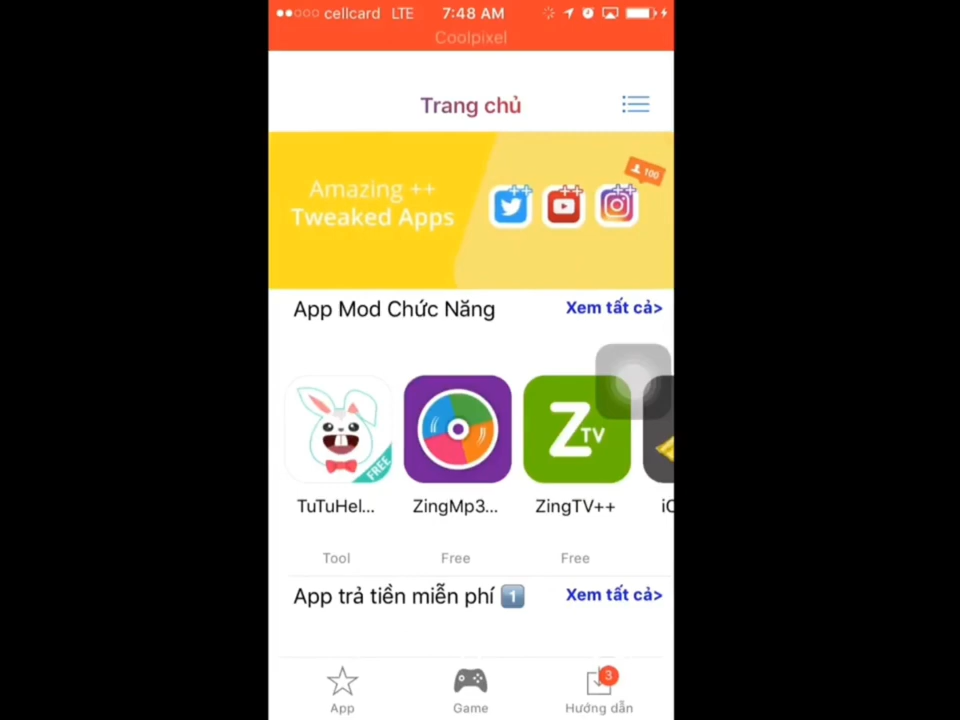 cellcard LTE 7:48 AM
Coolpixel
Trang chủ
Amazing ++
Tweaked Apps
100
App Mod Chức Năng
Xem tất cả>
FREE
Z TV
TuTuHel...
ZingMp3...
ZingTV++
Tool
Free
Free
App trả tiền miễn phí 1
Xem tất cả>
3
App
Game
Hướng dẫn